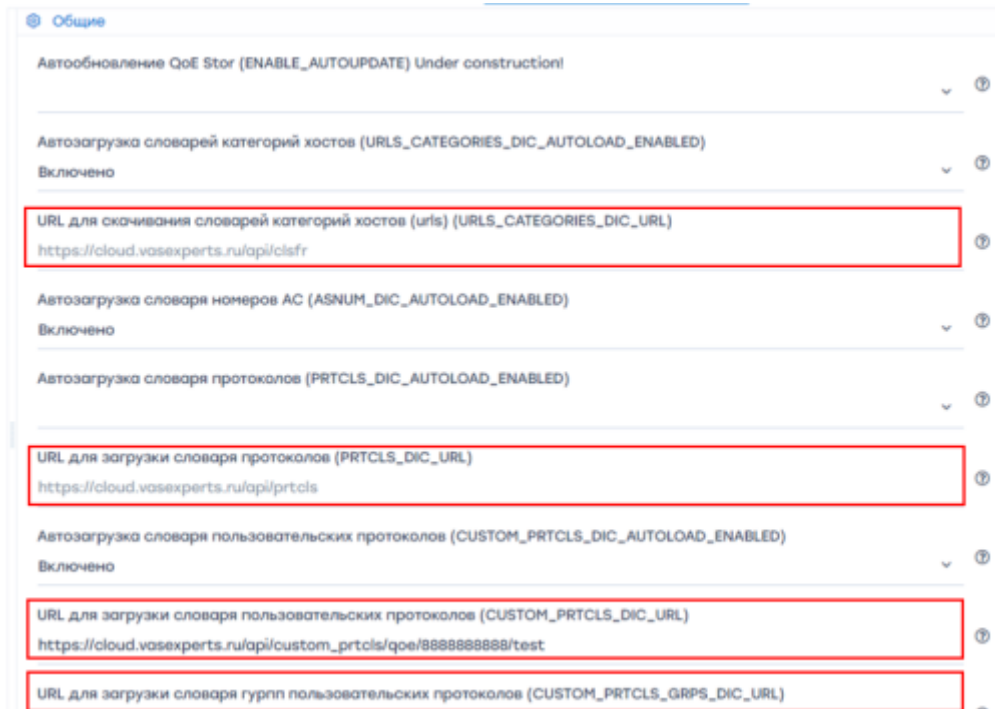 Общие
Автообновление QoE Stor (ENABLE_AUTOUPDATE) Under construction!
Автозагрузка словарей категорий хостов (URLS_CATEGORIES_DIC_AUTOLOAD_ENABLED)
Включено
URL для скачивания словарей категорий хостов (urls) (URLS_CATEGORIES_DIC_URL)
https://cloud.vasexperts.ru/api/clsfr
Автозагрузка словаря номеров АС (ASNUM_DIC_AUTOLOAD_ENABLED)
Включено
Автозагрузка словаря протоколов (PRTCLS_DIC_AUTOLOAD_ENABLED)
URL для загрузки словаря протоколов (PRTCLS_DIC_URL)
https://cloud.vasexperts.ru/api/prtcls
Автозагрузка словаря пользовательских протоколов (CUSTOM_PRTCLS_DIC_AUTOLOAD_ENABLED)
Включено
URL для загрузки словаря пользовательских протоколов (CUSTOM_PRTCLS_DIC_URL)
https://cloud.vasexperts.ru/api/custom_prtcls/qoe/8888888888/test
URL для загрузки словаря гурпп пользовательских протоколов (CUSTOM_PRTCLS_GRPS_DIC_URL)